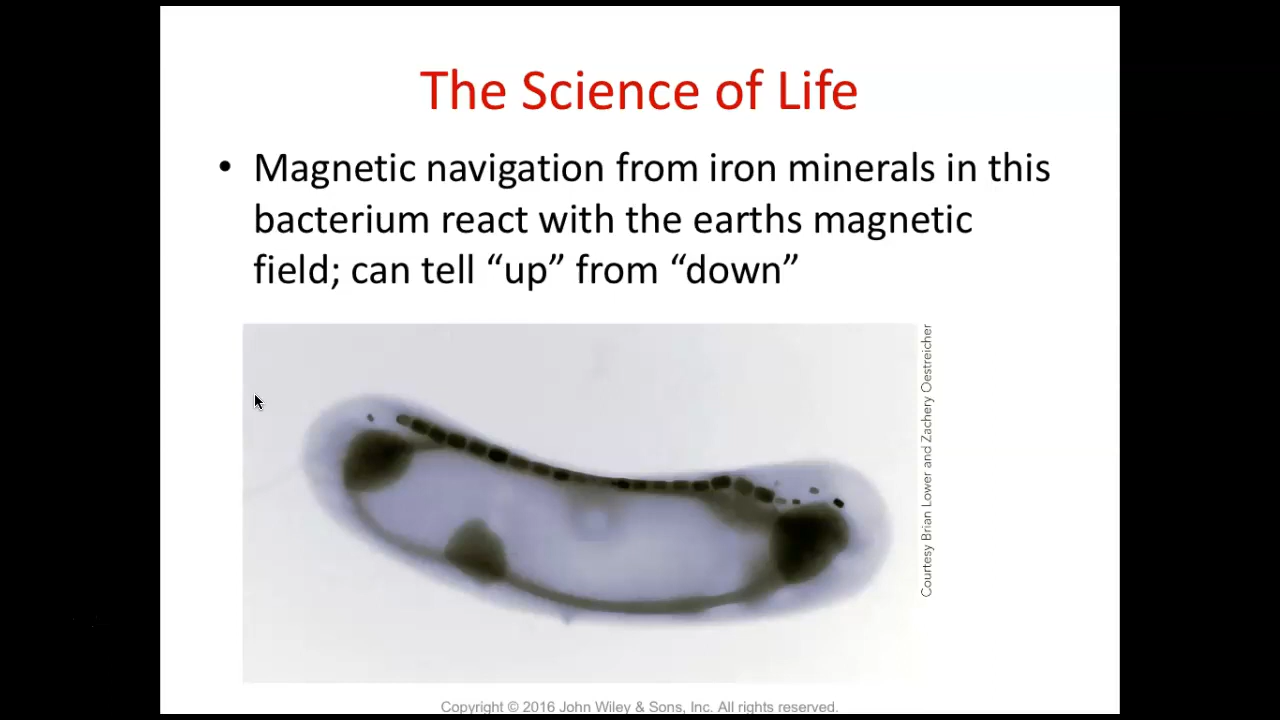 The Science of Life
• Magnetic navigation from iron minerals in this
bacterium react with the earths magnetic
field; can tell “up” from “down”
Courtesy Brian Lower and Zachery Oestreicher
Copyright © 2016 John Wiley & Sons, Inc. All rights reserved.